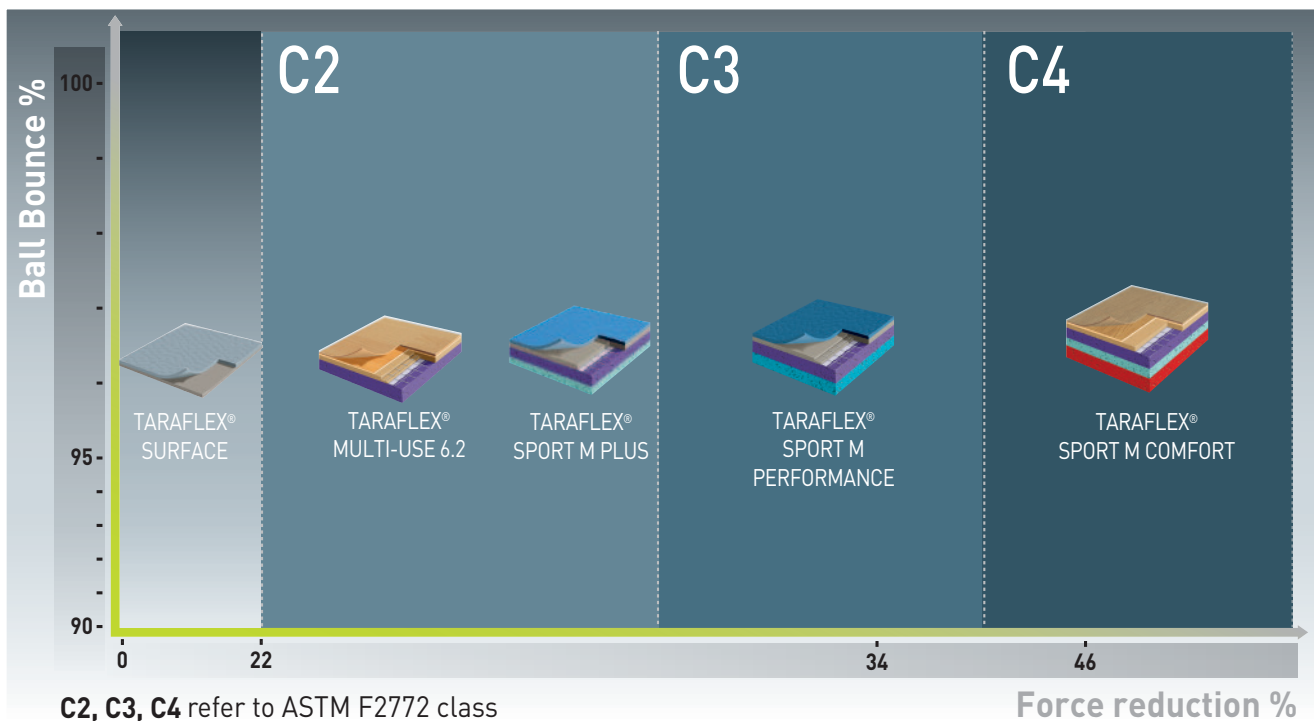 Ball Bounce %
100
95
90
C2
C3
C4
TARAFLEX®
SURFACE
TARAFLEX®
MULTI-USE 6.2
TARAFLEX®
SPORT M PLUS
TARAFLEX®
SPORT M
PERFORMANCE
TARAFLEX®
SPORT M COMFORT
0
22
34
46
C2, C3, C4 refer to ASTM F2772 class
Force reduction %